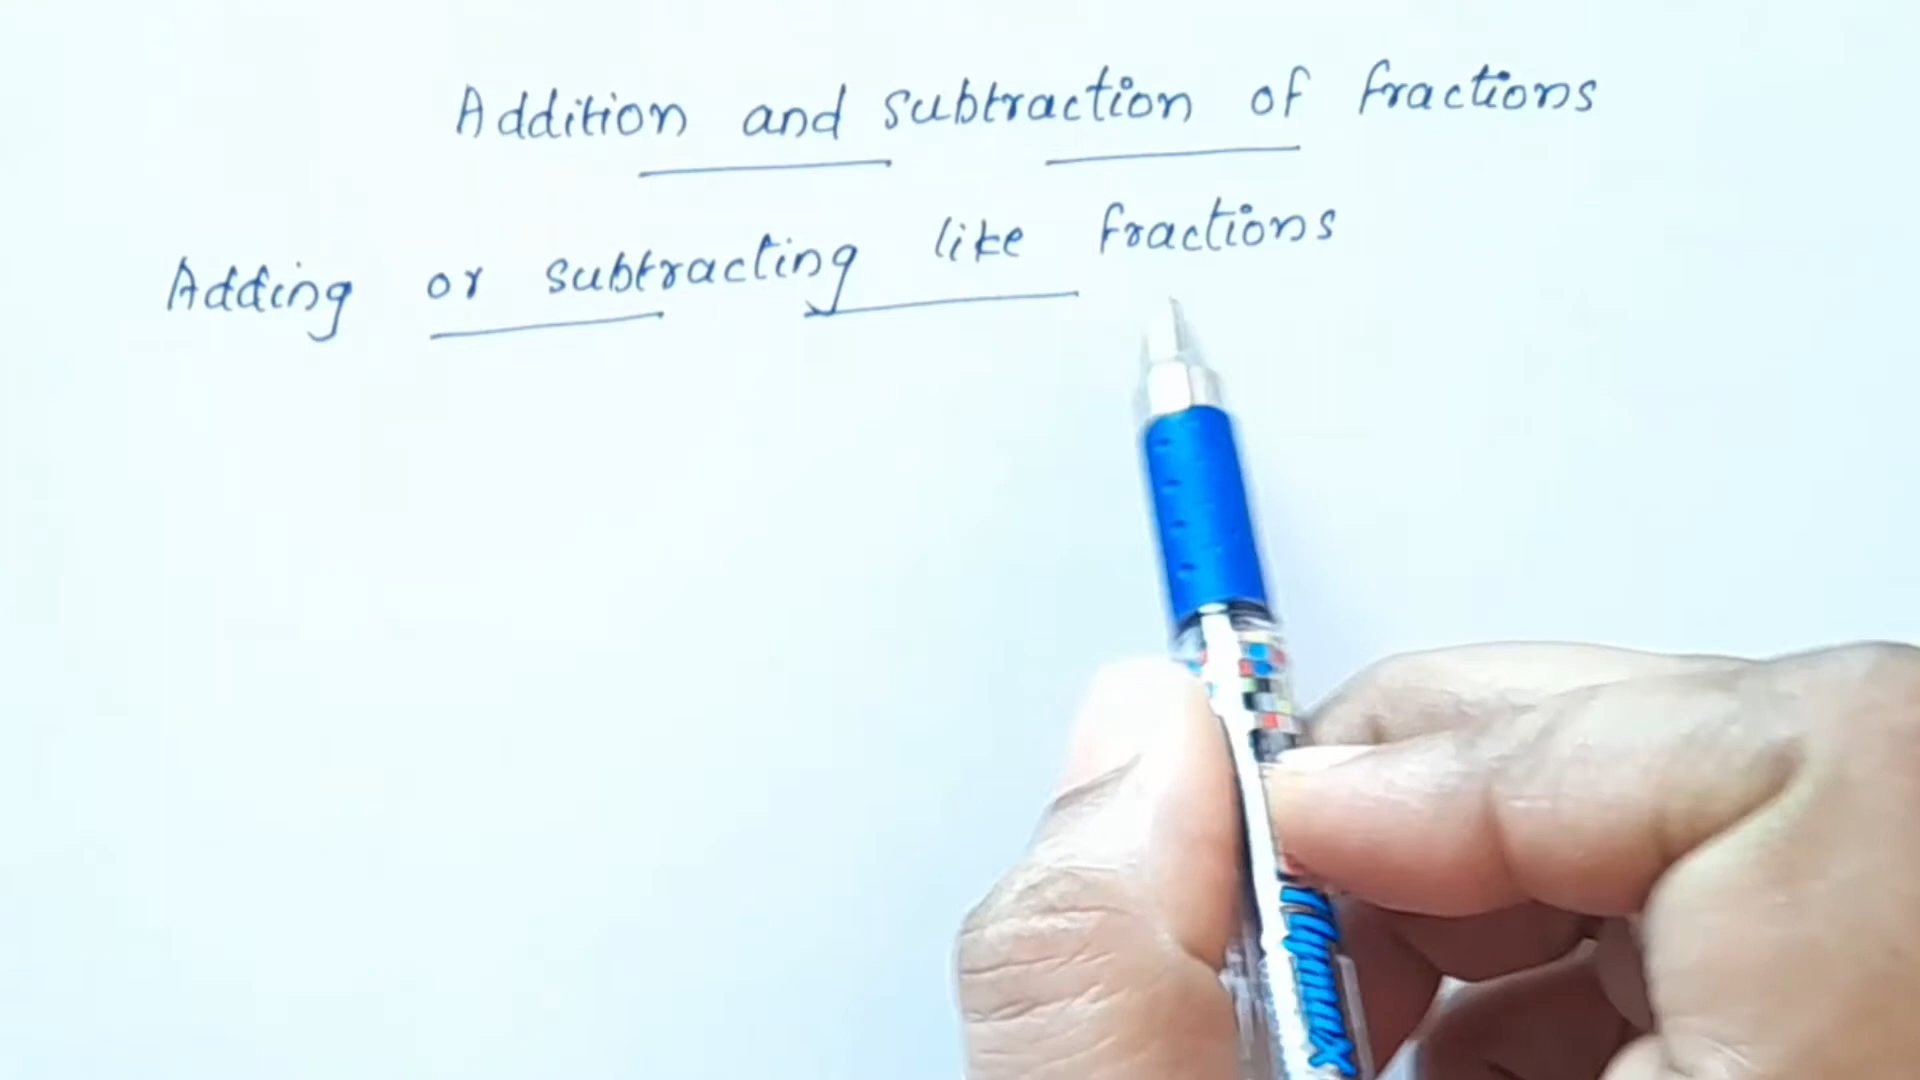 Addition and subtraction of fractions
Adding or subtracting like fractions